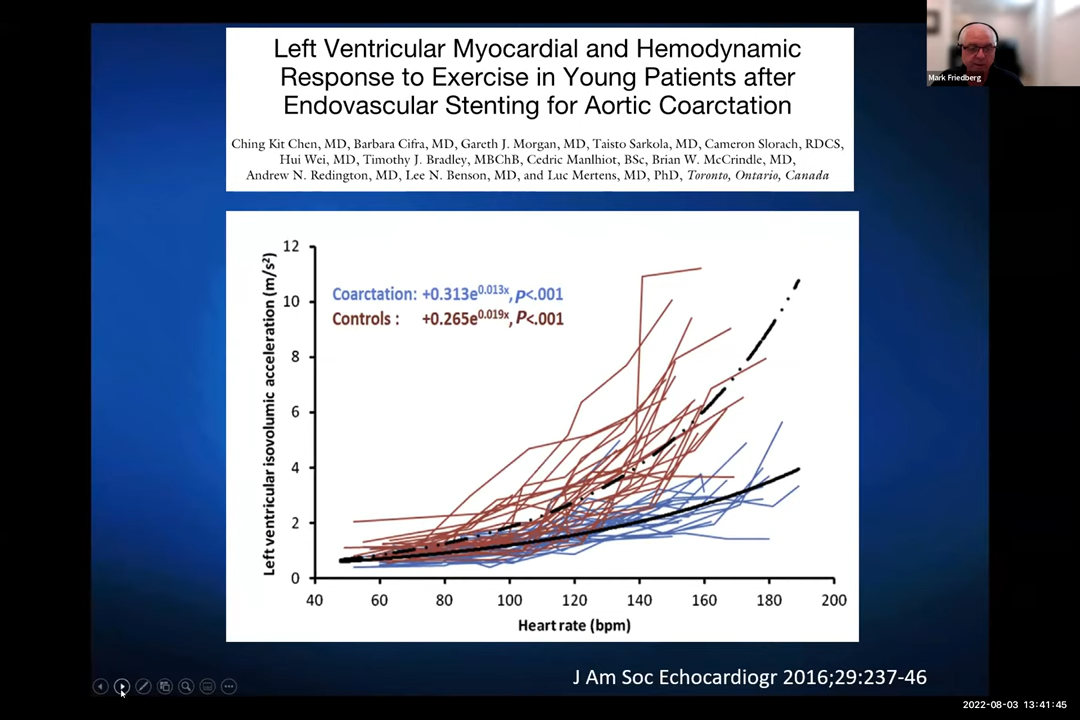 Left Ventricular Myocardial and Hemodynamic
Response to Exercise in Young Patients after
Endovascular Stenting for Aortic Coarctation
Mark Friedberg
Ching Kit Chen, MD, Barbara Cifra, MD, Gareth J. Morgan, MD, Taisto Sarkola, MD, Cameron Slorach, RDCS,
Hui Wei, MD, Timothy J. Bradley, MBChB, Cedric Manlhiot, BSc, Brian W. McCrindle, MD,
Andrew N. Redington, MD, Lee N. Benson, MD, and Luc Mertens, MD, PhD, Toronto, Ontario, Canada
Left ventricular isovolumic acceleration (m/s²)
12
10
8
6
4
2
0
Coarctation: +0.313e^0.013x, P<.001
Controls : +0.265e^0.019x, P<.001
40 60 80 100 120 140 160 180 200
Heart rate (bpm)
J Am Soc Echocardiogr 2016;29:237-46
2022-08-03 13:41:45